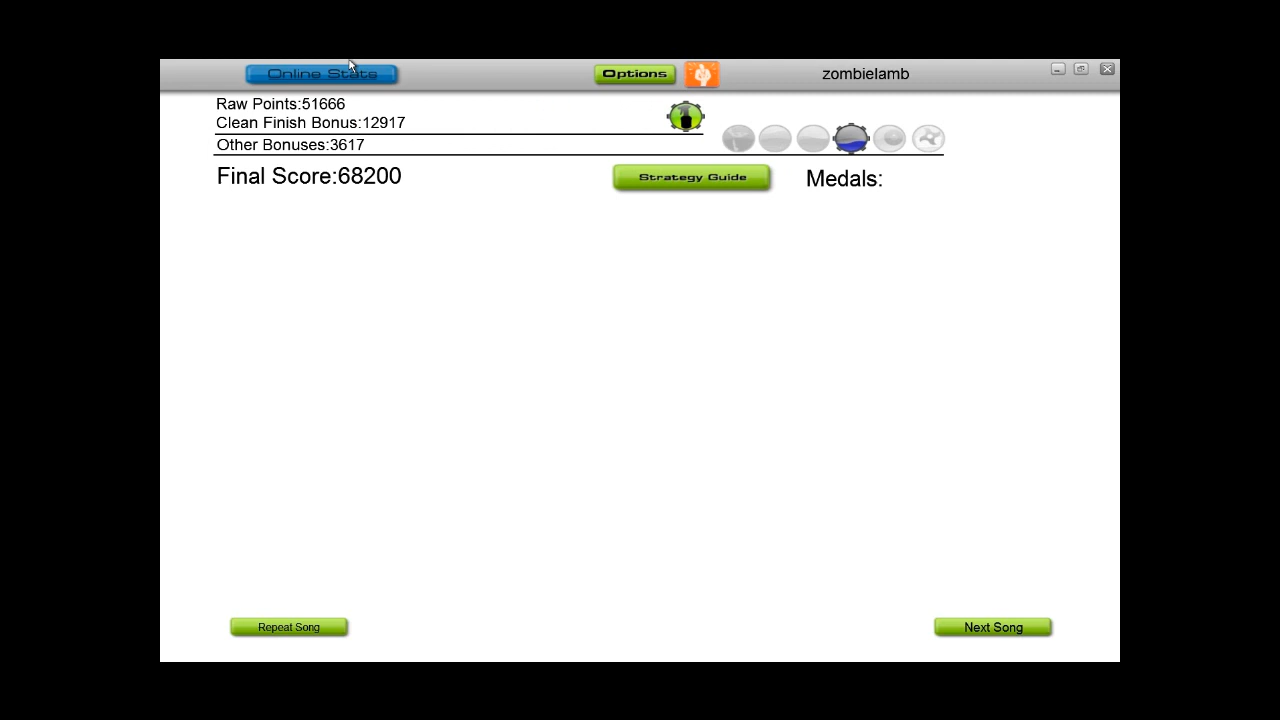 Online Stats
Options
zombielamb
Raw Points:51666
Clean Finish Bonus:12917
Other Bonuses:3617
Final Score:68200
Strategy Guide
Medals:
Repeat Song
Next Song